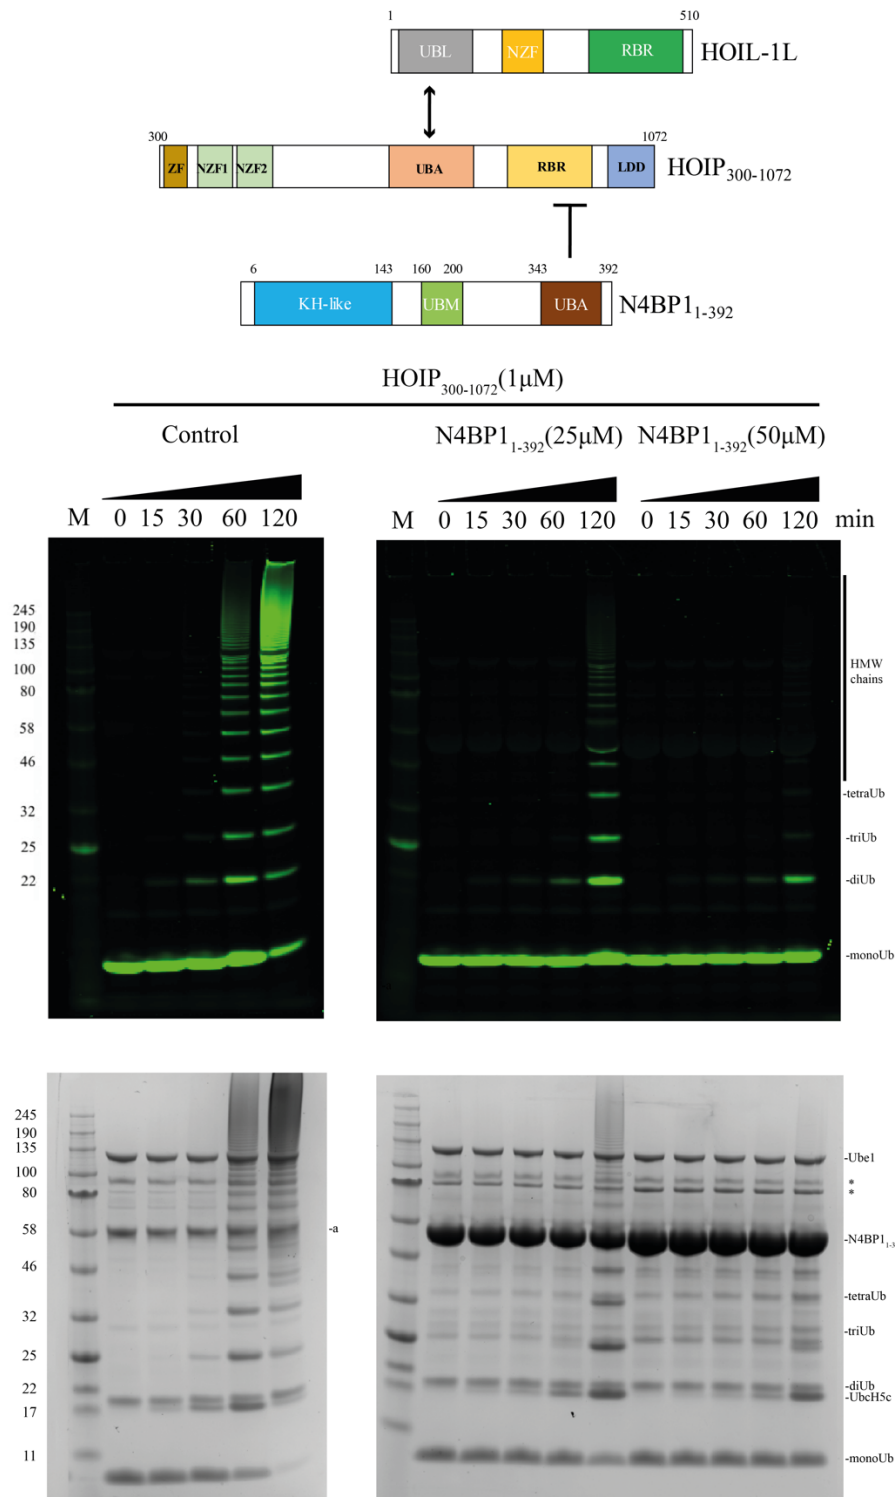 1 510
UBL NZF RBR HOIL-1L
300 1072
ZF NZF1 NZF2 UBA RBR LDD HOIP300-1072
6 143 160 200 343 392
KH-like UBM UBA N4BP11-392
HOIP300-1072(1μM)
Control N4BP11-392(25μM) N4BP11-392(50μM)
M 0 15 30 60 120 M 0 15 30 60 120 0 15 30 60 120 min
245
190
135
100
80
58
46
32
25
22
HMW
chains
-tetraUb
-triUb
-diUb
-monoUb
245
190
135
100
80
58
46
32
25
22
17
11
-a
-Ube1
*
*
-N4BP11-3
-tetraUb
-triUb
-diUb
-UbcH5c
-monoUb